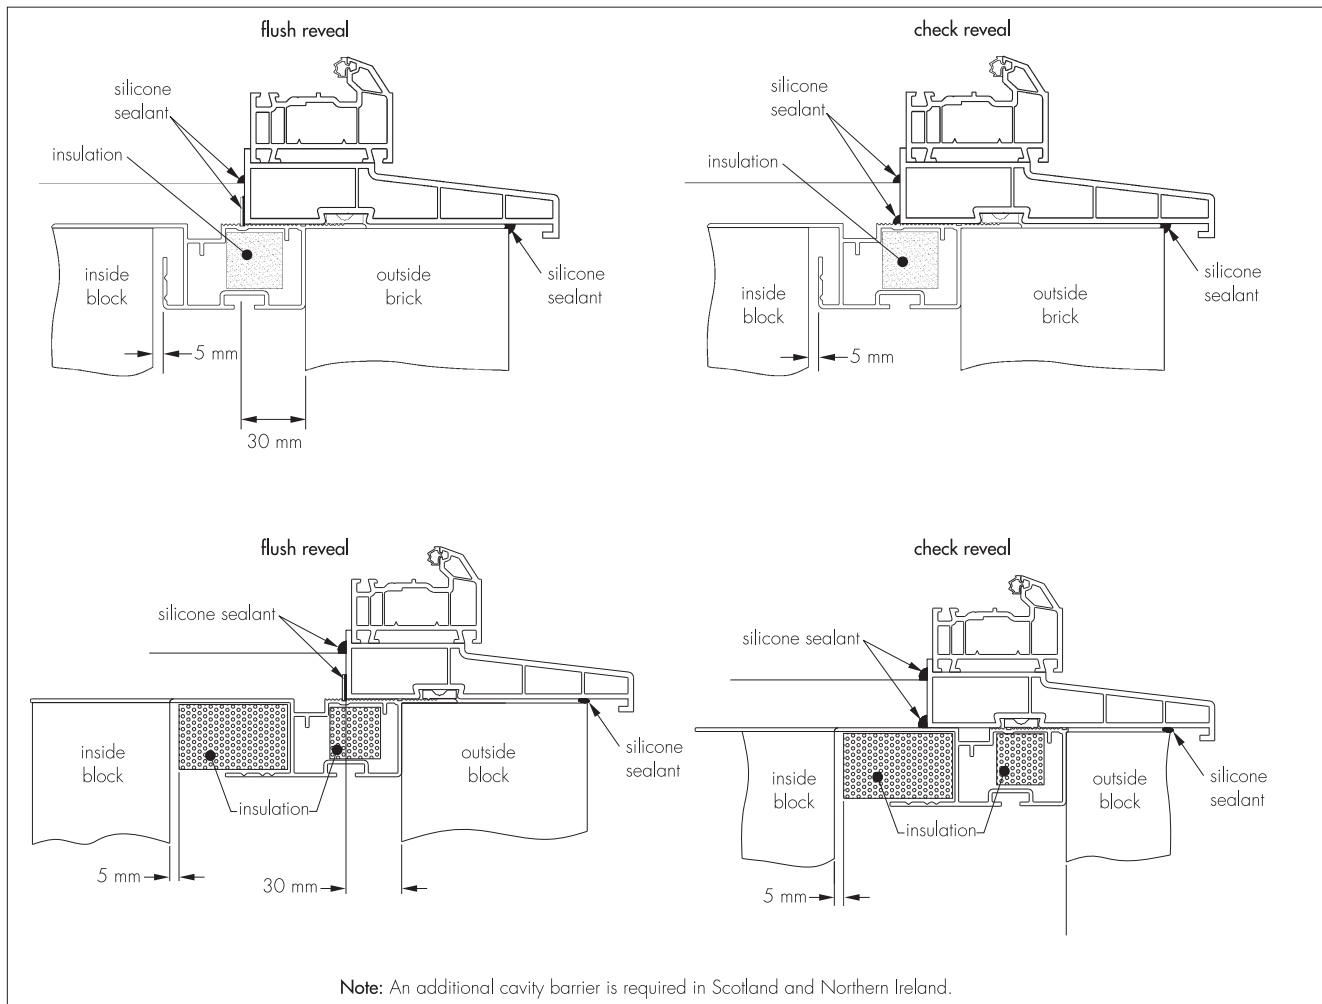 flush reveal
silicone
sealant
insulation
inside
block
outside
brick
silicone
sealant
5 mm
30 mm
check reveal
silicone
sealant
insulation
inside
block
outside
brick
silicone
sealant
5 mm
flush reveal
silicone sealant
inside
block
outside
block
silicone
sealant
insulation
5 mm
30 mm
check reveal
silicone sealant
inside
block
outside
block
silicone
sealant
insulation
5 mm
Note: An additional cavity barrier is required in Scotland and Northern Ireland.